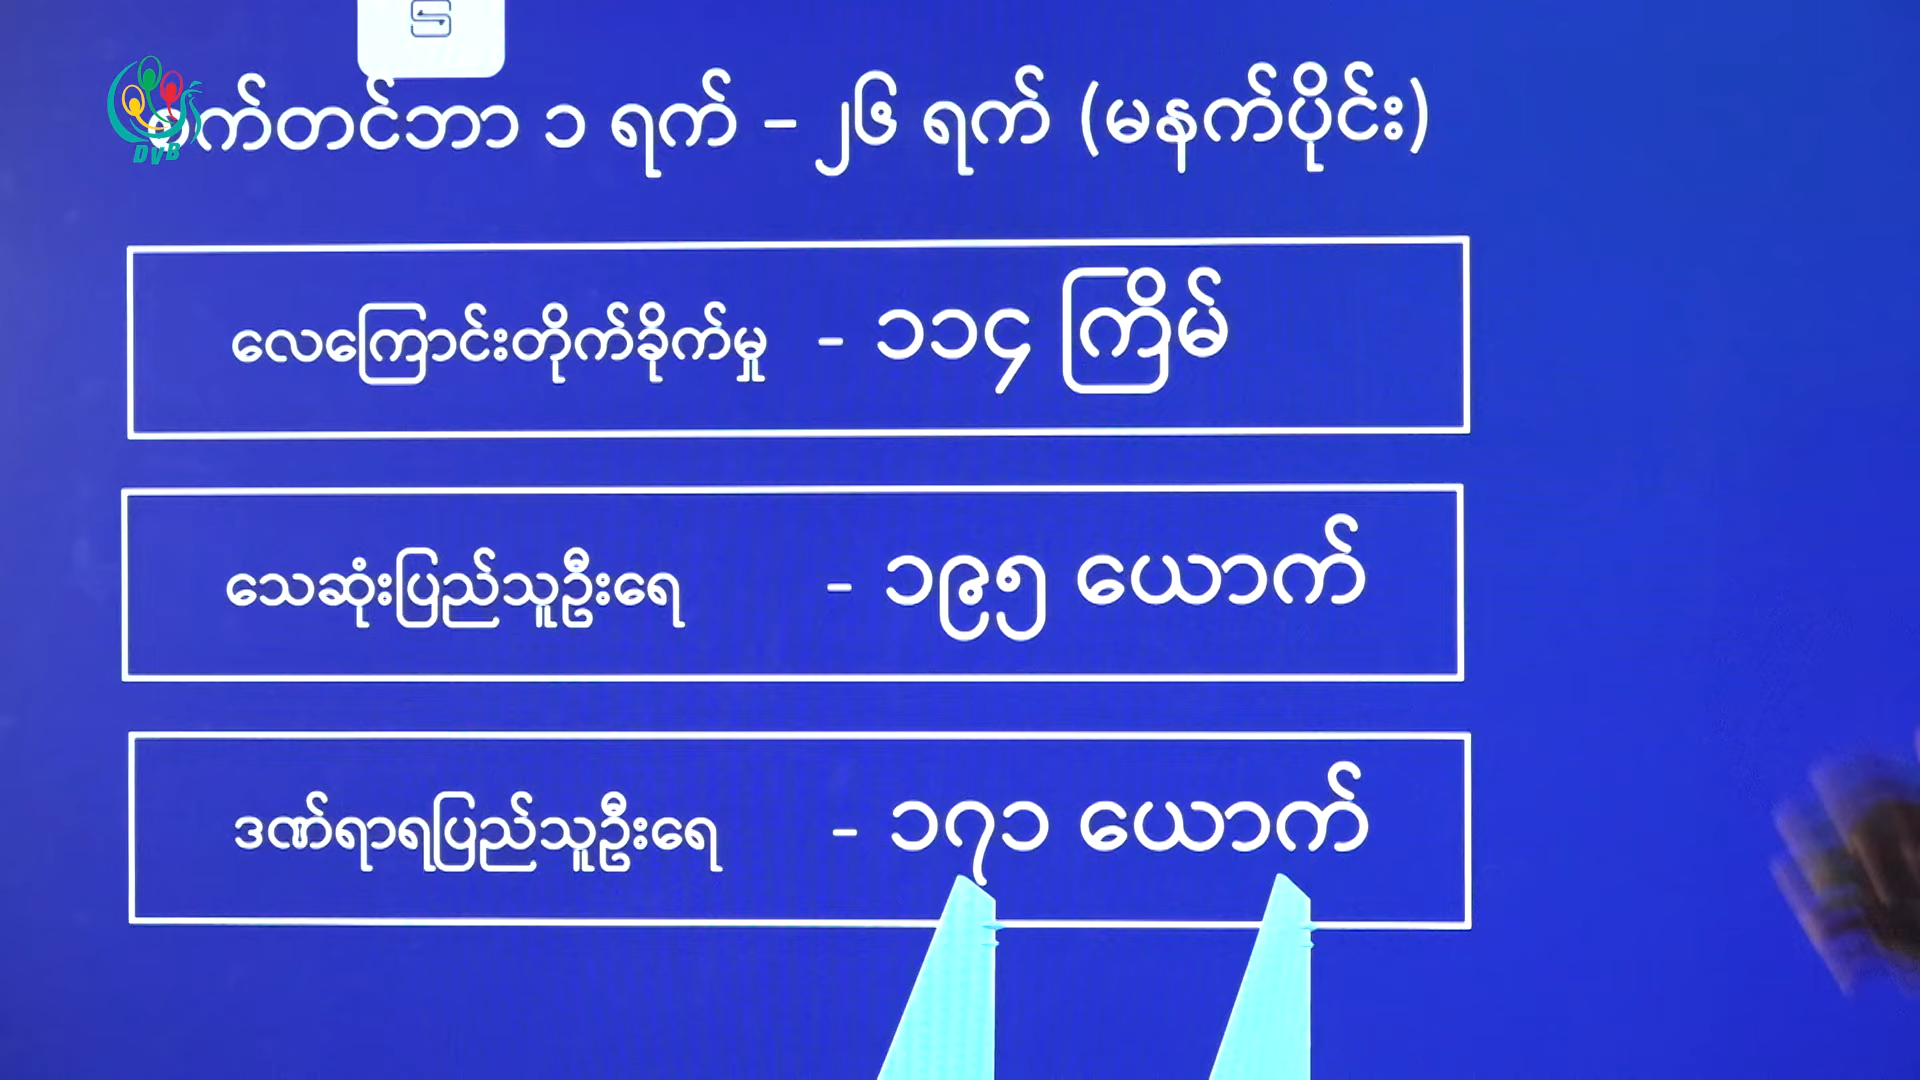 DVB
စက်တင်ဘာ ၁ ရက် – ၂၆ ရက် (မနက်ပိုင်း)
လေကြောင်းတိုက်ခိုက်မှု - ၁၁၄ ကြိမ်
သေဆုံးပြည်သူဦးရေ - ၁၉၅ ယောက်
ဒဏ်ရာရပြည်သူဦးရေ - ၁၇၁ ယောက်